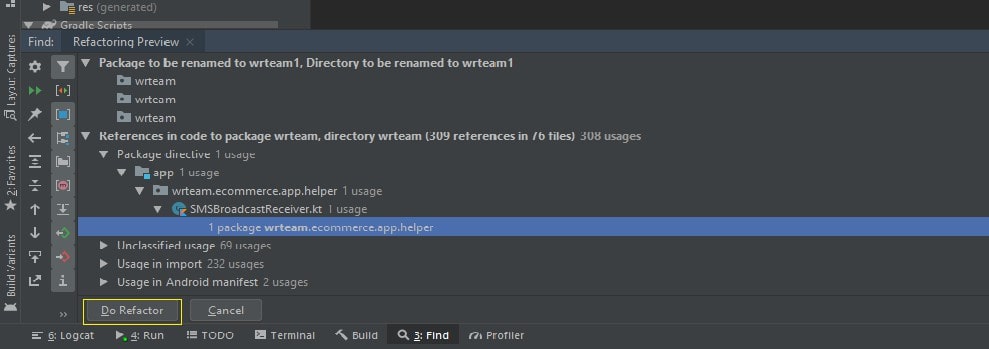 res (generated)
Gradle Scripts
Find: Refactoring Preview ×
Package to be renamed to wrteam1, Directory to be renamed to wrteam1
wrteam
wrteam
wrteam
References in code to package wrteam, directory wrteam (309 references in 76 files) 308 usages
Package directive 1 usage
app 1 usage
wrteam.ecommerce.app.helper 1 usage
SMSBroadcastReceiver.kt 1 usage
1 package wrteam.ecommerce.app.helper
Unclassified usage 69 usages
Usage in import 232 usages
Usage in Android manifest 2 usages
Do Refactor Cancel
6: Logcat 4: Run TODO Terminal Build 3: Find Profiler
Layout Captures
2: Favorites
Build Variants